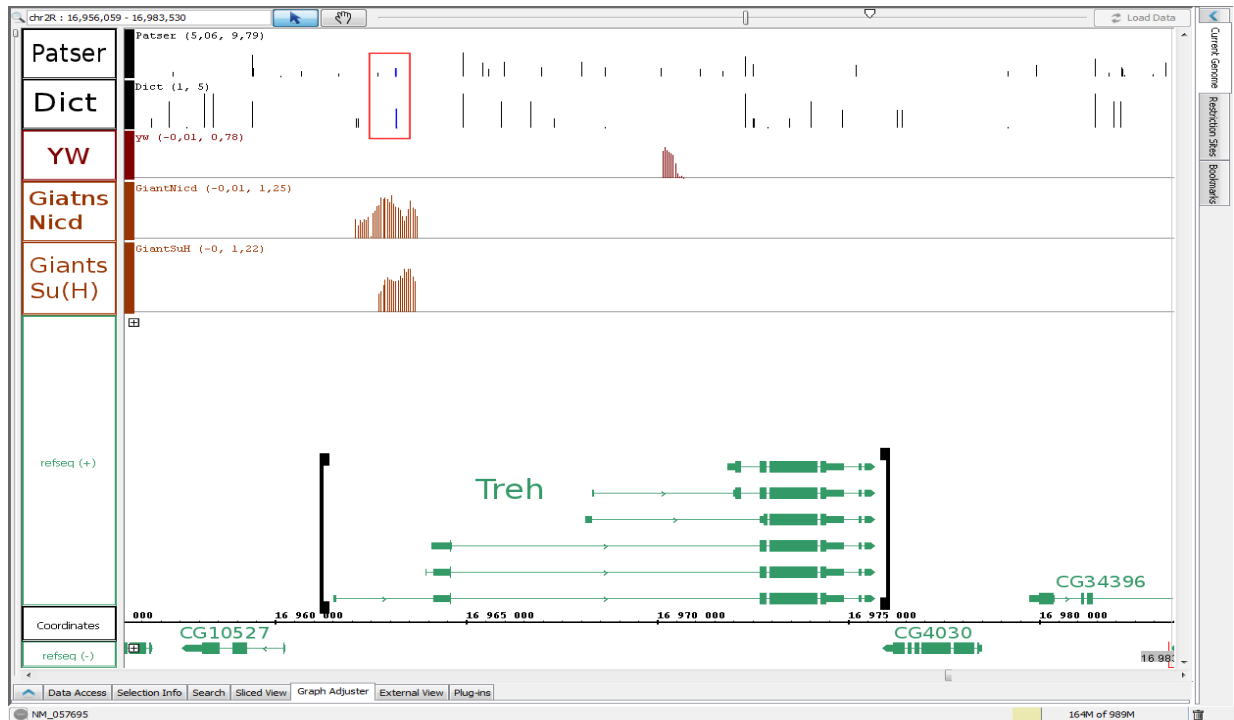 chr2R : 16,956,059 - 16,983,530
Load Data
Patser
Patser (5,06, 9,79)
Dict
Dict (1, 5)
YW
yw (-0,01, 0,78)
Giatns
Nicd
GiantNicd (-0,01, 1,25)
Giants
Su(H)
GiantSuH (-0, 1,22)
refseq (+)
Treh
CG34396
Coordinates
000
16 960 000
16 965 000
16 970 000
16 975 000
16 980 000
CG10527
CG4030
refseq (-)
16 983
Data Access
Selection Info
Search
Sliced View
Graph Adjuster
External View
Plug-ins
NM_057695
164M of 989M
Current Genome
Restriction Sites
Bookmarks